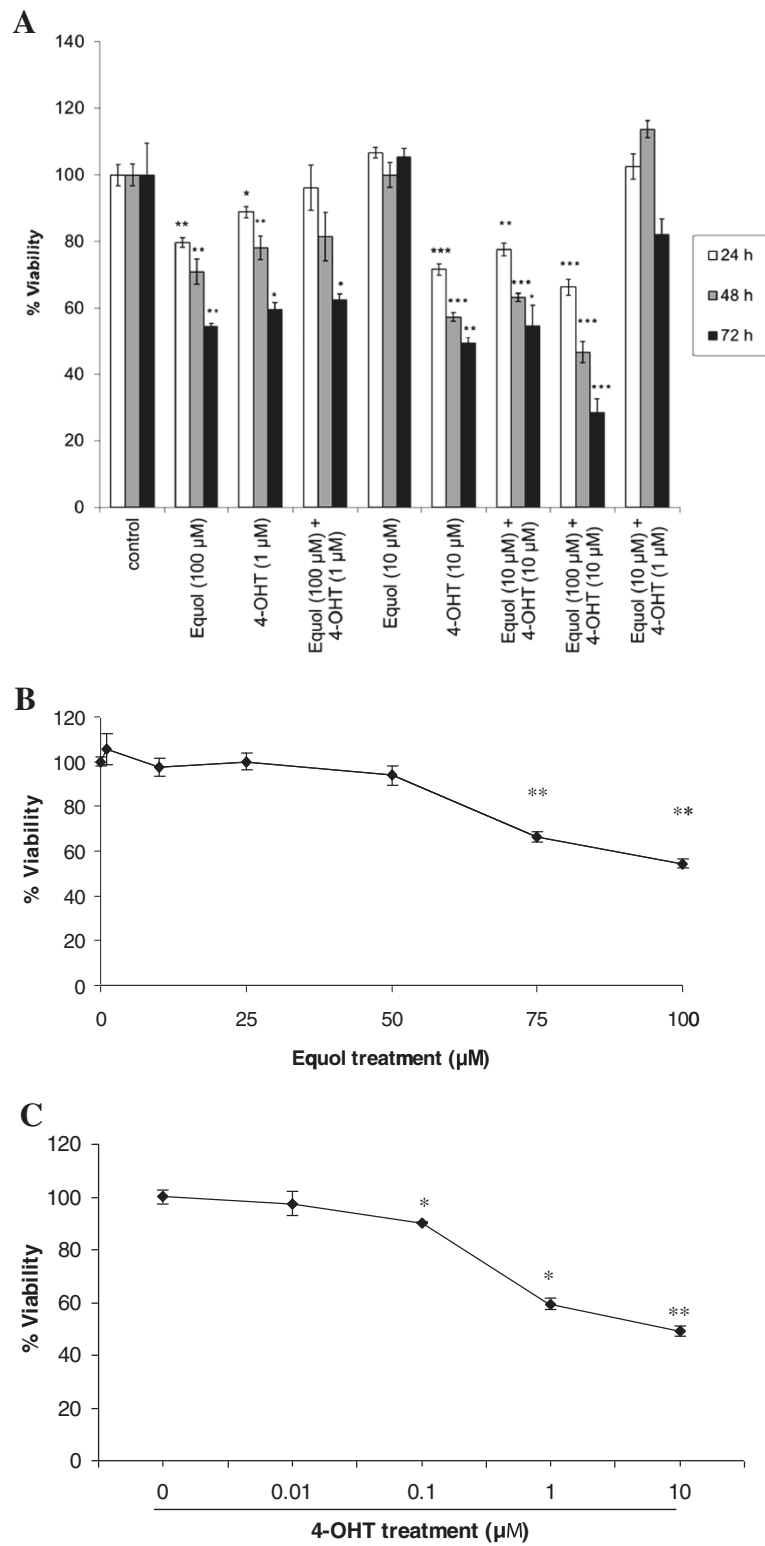 A
140
120
100
80
60
40
20
0
% Viability
**
**
**
*
**
*
*
***
***
**
**
***
*
***
***
***
24 h
48 h
72 h
control
Equol (100 µM)
4-OHT (1 µM)
Equol (100 µM) +
4-OHT (1 µM)
Equol (10 µM)
4-OHT (10 µM)
Equol (10 µM) +
4-OHT (10 µM)
Equol (100 µM) +
4-OHT (10 µM)
Equol (10 µM) +
4-OHT (1 µM)
B
120
100
80
60
40
20
0
% Viability
**
**
0 25 50 75 100
Equol treatment (µM)
C
120
100
80
60
40
20
0
% Viability
*
*
**
0 0.01 0.1 1 10
4-OHT treatment (µM)